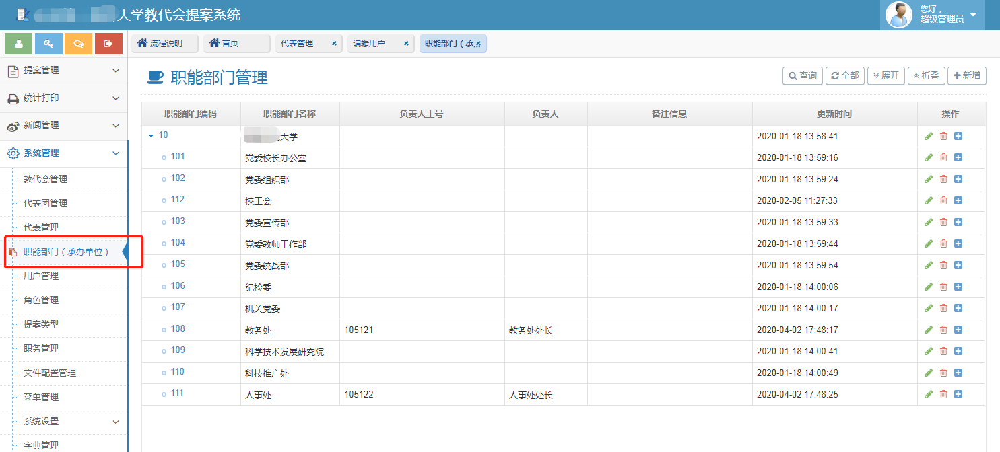 大学教代会提案系统
您好，
超级管理员
流程说明
首页
代表管理 ×
编辑用户 ×
职能部门（承 ×
提案管理
统计打印
新闻管理
系统管理
教代会管理
代表团管理
代表管理
职能部门（承办单位）
用户管理
角色管理
提案类型
职务管理
文件配置管理
菜单管理
系统设置
字典管理
职能部门管理
查询 全部 展开 折叠 新增
职能部门编码 职能部门名称 负责人工号 负责人 备注信息 更新时间 操作
10 大学 2020-01-18 13:58:41
101 党委校长办公室 2020-01-18 13:59:16
102 党委组织部 2020-01-18 13:59:24
112 校工会 2020-02-05 11:27:33
103 党委宣传部 2020-01-18 13:59:33
104 党委教师工作部 2020-01-18 13:59:44
105 党委统战部 2020-01-18 13:59:54
106 纪检委 2020-01-18 14:00:06
107 机关党委 2020-01-18 14:00:17
108 教务处 105121 教务处处长 2020-04-02 17:48:17
109 科学技术发展研究院 2020-01-18 14:00:41
110 科技推广处 2020-01-18 14:00:49
111 人事处 105122 人事处处长 2020-04-02 17:48:25